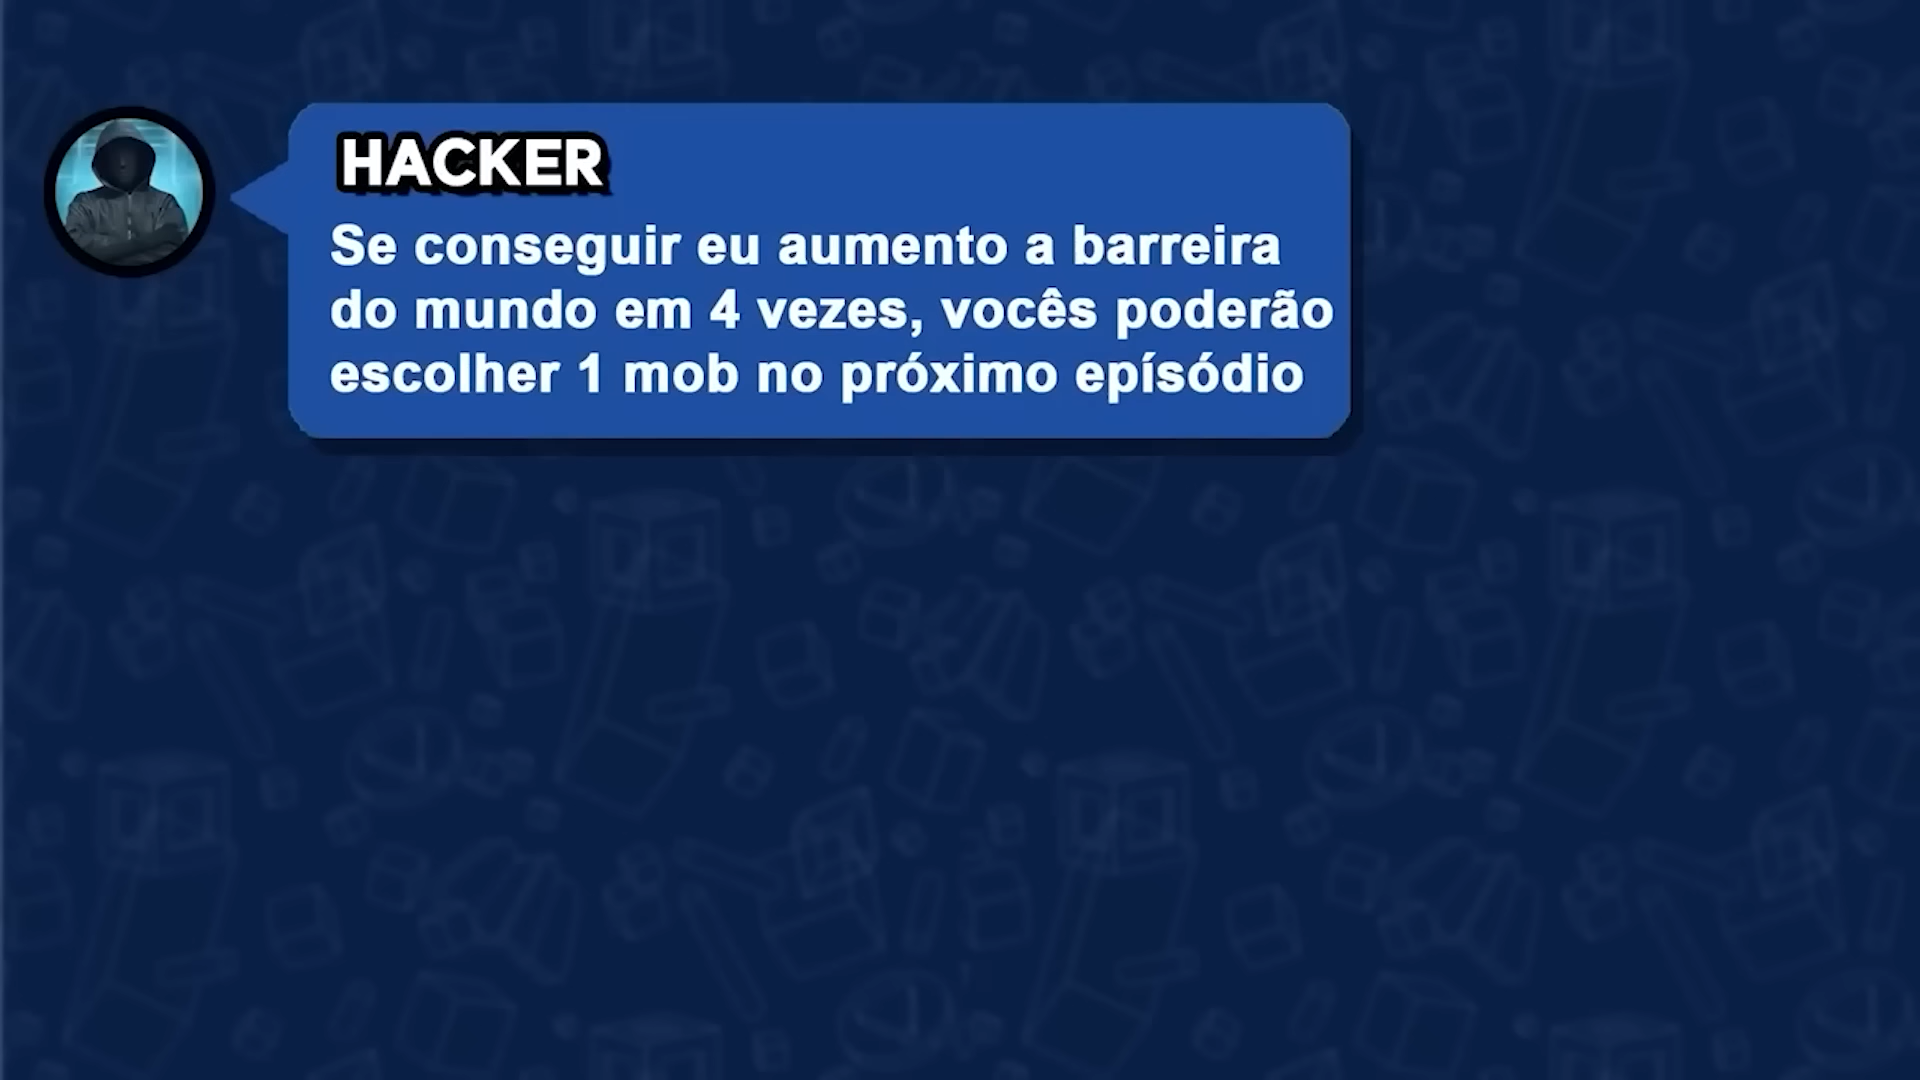 HACKER
Se conseguir eu aumento a barreira
do mundo em 4 vezes, vocês poderão
escolher 1 mob no próximo epísódio